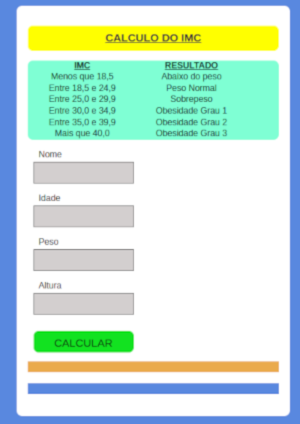 CALCULO DO IMC
IMC RESULTADO
Menos que 18,5 Abaixo do peso
Entre 18,5 e 24,9 Peso Normal
Entre 25,0 e 29,9 Sobrepeso
Entre 30,0 e 34,9 Obesidade Grau 1
Entre 35,0 e 39,9 Obesidade Grau 2
Mais que 40,0 Obesidade Grau 3
Nome
Idade
Peso
Altura
CALCULAR